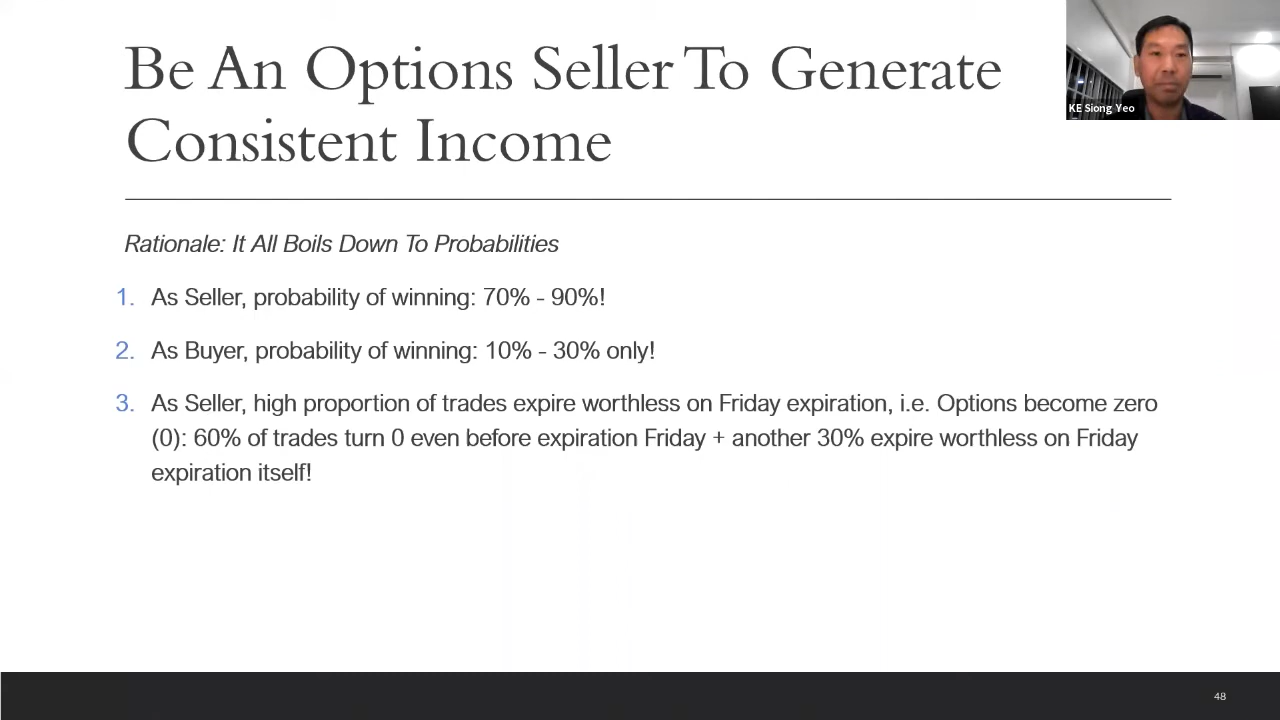 Be An Options Seller To Generate
Consistent Income
KE Siong Yeo
Rationale: It All Boils Down To Probabilities
1. As Seller, probability of winning: 70% - 90%!
2. As Buyer, probability of winning: 10% - 30% only!
3. As Seller, high proportion of trades expire worthless on Friday expiration, i.e. Options become zero
(0): 60% of trades turn 0 even before expiration Friday + another 30% expire worthless on Friday
expiration itself!
48